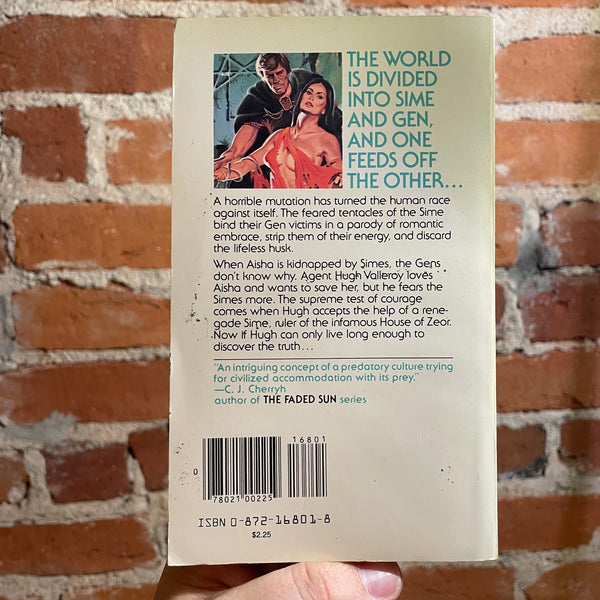 THE WORLD
IS DIVIDED
INTO SIME
AND GEN,
AND ONE
FEEDS OFF
THE OTHER...
A horrible mutation has turned the human race
against itself. The feared tentacles of the Sime
bind their Gen victims in a parody of romantic
embrace, strip them of their energy, and discard
the lifeless husk.
When Aisha is kidnapped by Simes, the Gens
don't know why. Agent Hugh Valleroy loves
Aisha and wants to save her, but he fears the
Simes more. The supreme test of courage
comes when Hugh accepts the help of a rene-
gade Sime, ruler of the infamous House of Zeor.
Now if Hugh can only live long enough to
discover the truth...
"An intriguing concept of a predatory culture trying
for civilized accommodation with its prey."
—C. J. Cherryh
author of THE FADED SUN series
16801
0
78021 00225
ISBN 0-872-16801-8
$2.25